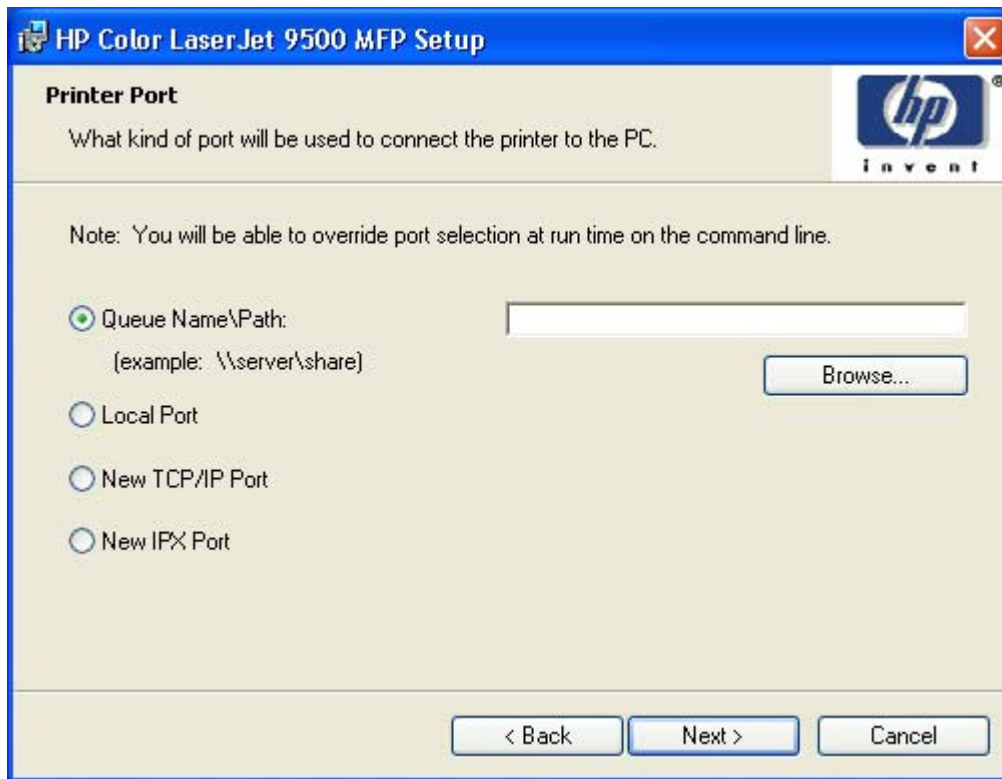 HP Color LaserJet 9500 MFP Setup
Printer Port
What kind of port will be used to connect the printer to the PC.
hp ®
invent
Note: You will be able to override port selection at run time on the command line.
Queue Name\Path:
(example: \\server\share)
Browse...
Local Port
New TCP/IP Port
New IPX Port
< Back Next > Cancel